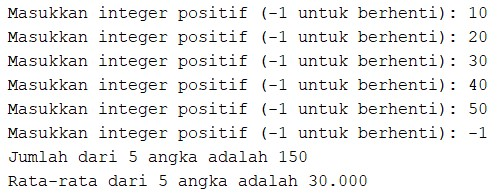 Masukkan integer positif (-1 untuk berhenti): 10
Masukkan integer positif (-1 untuk berhenti): 20
Masukkan integer positif (-1 untuk berhenti): 30
Masukkan integer positif (-1 untuk berhenti): 40
Masukkan integer positif (-1 untuk berhenti): 50
Masukkan integer positif (-1 untuk berhenti): -1
Jumlah dari 5 angka adalah 150
Rata-rata dari 5 angka adalah 30.000